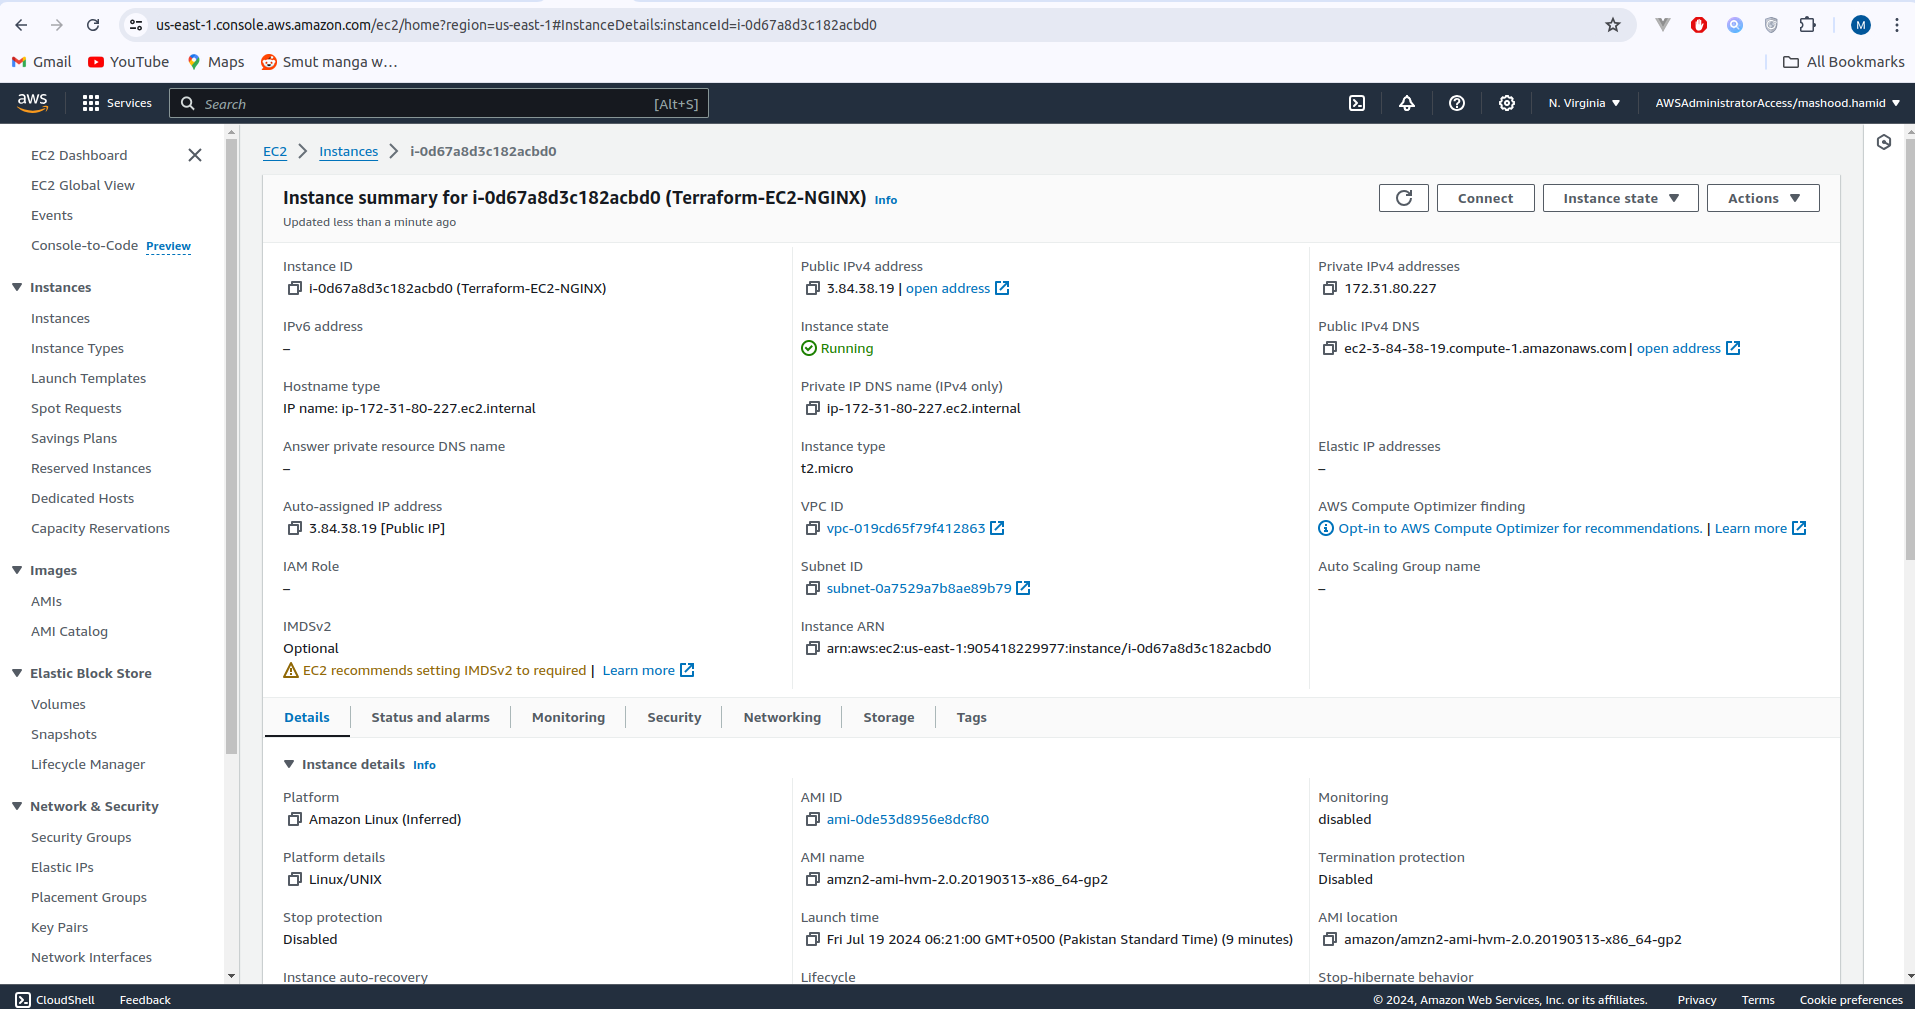 us-east-1.console.aws.amazon.com/ec2/home?region=us-east-1#InstanceDetails:instanceId=i-0d67a8d3c182acbd0
M
Gmail YouTube Maps Smut manga w... All Bookmarks
aws Services Search [Alt+S] N. Virginia AWSAdministratorAccess/mashood.hamid
EC2 Dashboard
EC2 Global View
Events
Console-to-Code Preview
Instances
Instances
Instance Types
Launch Templates
Spot Requests
Savings Plans
Reserved Instances
Dedicated Hosts
Capacity Reservations
Images
AMIs
AMI Catalog
Elastic Block Store
Volumes
Snapshots
Lifecycle Manager
Network & Security
Security Groups
Elastic IPs
Placement Groups
Key Pairs
Network Interfaces
EC2 Instances i-0d67a8d3c182acbd0
Instance summary for i-0d67a8d3c182acbd0 (Terraform-EC2-NGINX) Info
Updated less than a minute ago
Connect Instance state Actions
Instance ID
i-0d67a8d3c182acbd0 (Terraform-EC2-NGINX)
Public IPv4 address
3.84.38.19 | open address
Private IPv4 addresses
172.31.80.227
IPv6 address
–
Instance state
Running
Public IPv4 DNS
ec2-3-84-38-19.compute-1.amazonaws.com | open address
Hostname type
IP name: ip-172-31-80-227.ec2.internal
Private IP DNS name (IPv4 only)
ip-172-31-80-227.ec2.internal
Answer private resource DNS name
–
Instance type
t2.micro
Elastic IP addresses
–
Auto-assigned IP address
3.84.38.19 [Public IP]
VPC ID
vpc-019cd65f79f412863
AWS Compute Optimizer finding
Opt-in to AWS Compute Optimizer for recommendations. | Learn more
IAM Role
–
Subnet ID
subnet-0a7529a7b8ae89b79
Auto Scaling Group name
–
IMDSv2
Optional
EC2 recommends setting IMDSv2 to required | Learn more
Instance ARN
arn:aws:ec2:us-east-1:905418229977:instance/i-0d67a8d3c182acbd0
Details Status and alarms Monitoring Security Networking Storage Tags
Instance details Info
Platform
Amazon Linux (Inferred)
AMI ID
ami-0de53d8956e8dcf80
Monitoring
disabled
Platform details
Linux/UNIX
AMI name
amzn2-ami-hvm-2.0.20190313-x86_64-gp2
Termination protection
Disabled
Stop protection
Disabled
Launch time
Fri Jul 19 2024 06:21:00 GMT+0500 (Pakistan Standard Time) (9 minutes)
AMI location
amazon/amzn2-ami-hvm-2.0.20190313-x86_64-gp2
Instance auto-recovery
Lifecycle
Stop-hibernate behavior
CloudShell Feedback © 2024, Amazon Web Services, Inc. or its affiliates. Privacy Terms Cookie preferences